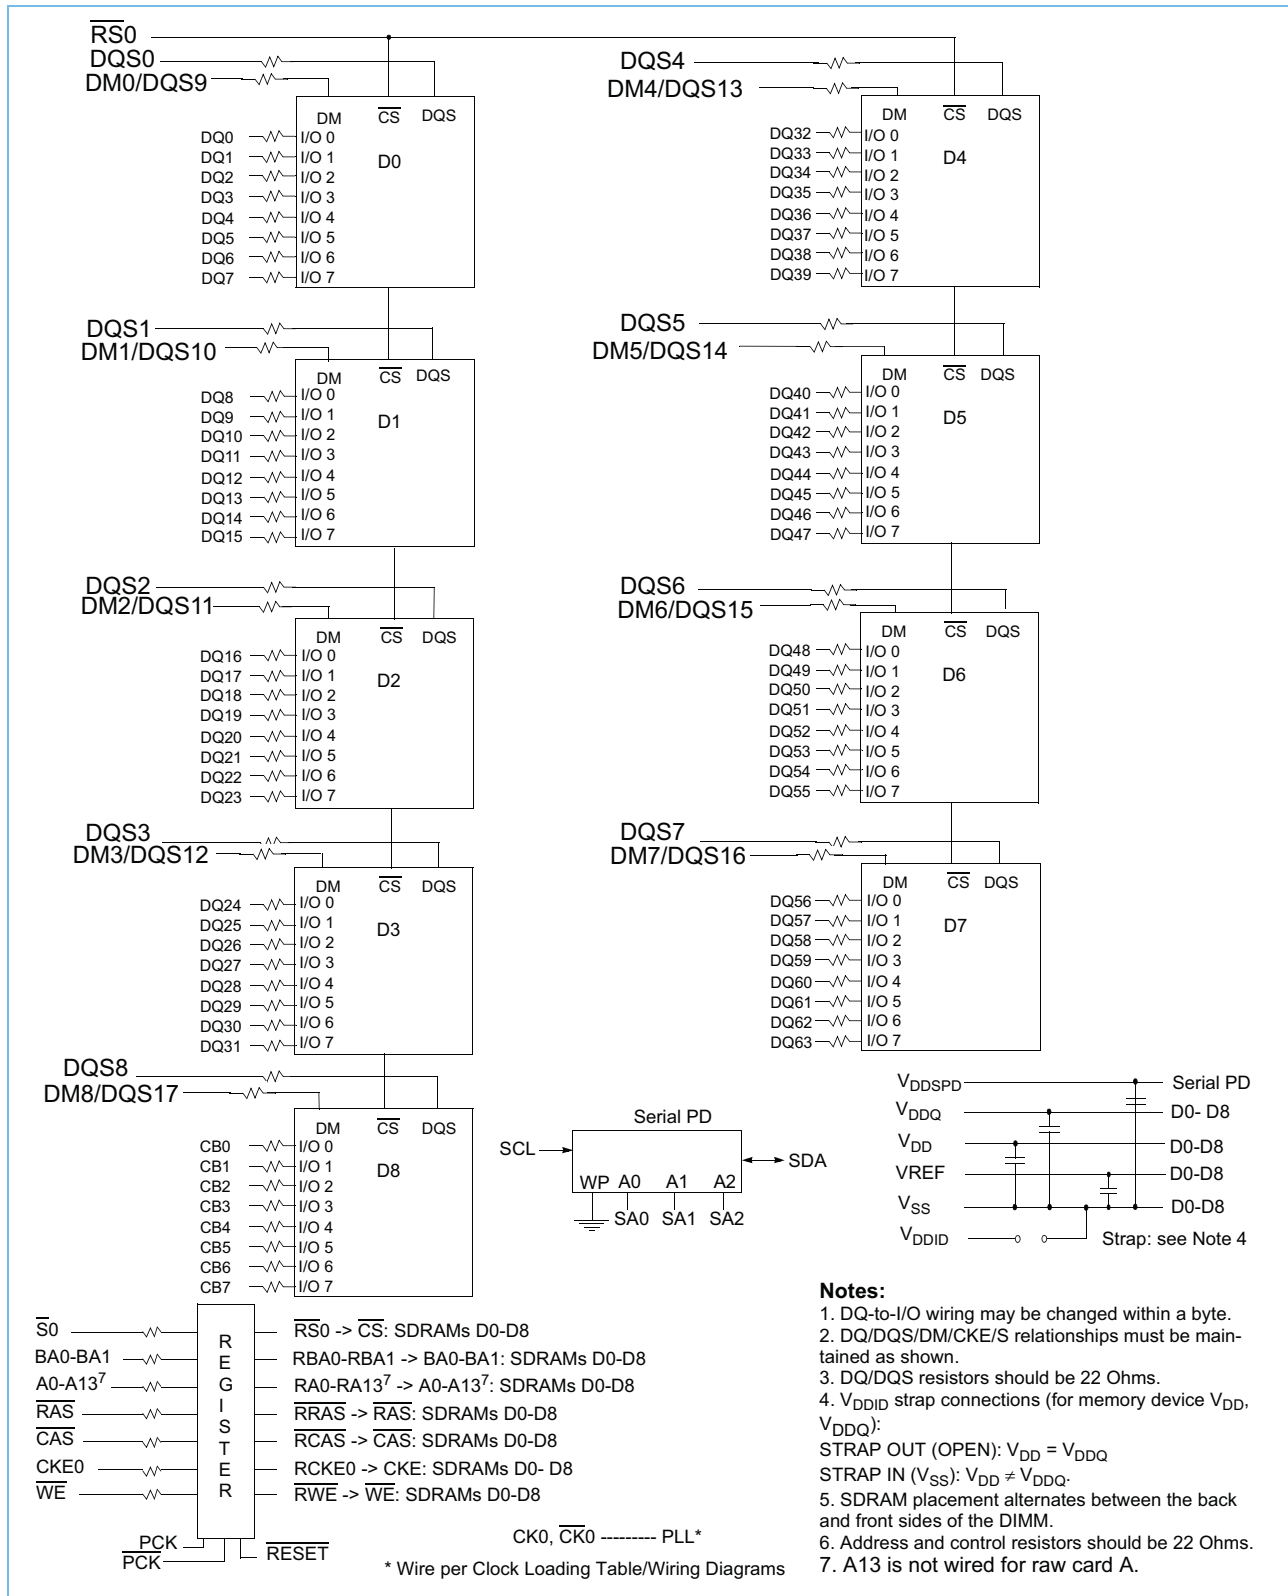 RS0
DQS0
DM0/DQS9
DM CS DQS
D0
DQ0 I/O 0
DQ1 I/O 1
DQ2 I/O 2
DQ3 I/O 3
DQ4 I/O 4
DQ5 I/O 5
DQ6 I/O 6
DQ7 I/O 7
DQS1
DM1/DQS10
DM CS DQS
D1
DQ8 I/O 0
DQ9 I/O 1
DQ10 I/O 2
DQ11 I/O 3
DQ12 I/O 4
DQ13 I/O 5
DQ14 I/O 6
DQ15 I/O 7
DQS2
DM2/DQS11
DM CS DQS
D2
DQ16 I/O 0
DQ17 I/O 1
DQ18 I/O 2
DQ19 I/O 3
DQ20 I/O 4
DQ21 I/O 5
DQ22 I/O 6
DQ23 I/O 7
DQS3
DM3/DQS12
DM CS DQS
D3
DQ24 I/O 0
DQ25 I/O 1
DQ26 I/O 2
DQ27 I/O 3
DQ28 I/O 4
DQ29 I/O 5
DQ30 I/O 6
DQ31 I/O 7
DQS8
DM8/DQS17
DM CS DQS
D8
CB0 I/O 0
CB1 I/O 1
CB2 I/O 2
CB3 I/O 3
CB4 I/O 4
CB5 I/O 5
CB6 I/O 6
CB7 I/O 7
DQS4
DM4/DQS13
DM CS DQS
D4
DQ32 I/O 0
DQ33 I/O 1
DQ34 I/O 2
DQ35 I/O 3
DQ36 I/O 4
DQ37 I/O 5
DQ38 I/O 6
DQ39 I/O 7
DQS5
DM5/DQS14
DM CS DQS
D5
DQ40 I/O 0
DQ41 I/O 1
DQ42 I/O 2
DQ43 I/O 3
DQ44 I/O 4
DQ45 I/O 5
DQ46 I/O 6
DQ47 I/O 7
DQS6
DM6/DQS15
DM CS DQS
D6
DQ48 I/O 0
DQ49 I/O 1
DQ50 I/O 2
DQ51 I/O 3
DQ52 I/O 4
DQ53 I/O 5
DQ54 I/O 6
DQ55 I/O 7
DQS7
DM7/DQS16
DM CS DQS
D7
DQ56 I/O 0
DQ57 I/O 1
DQ58 I/O 2
DQ59 I/O 3
DQ60 I/O 4
DQ61 I/O 5
DQ62 I/O 6
DQ63 I/O 7
Serial PD
SCL SDA
WP A0 A1 A2
SA0 SA1 SA2
VDDSPD Serial PD
VDDQ D0- D8
VDD D0-D8
VREF D0-D8
VSS D0-D8
VDDID Strap: see Note 4
REGISTER
S0 RS0 -> CS: SDRAMs D0-D8
BA0-BA1 RBA0-RBA1 -> BA0-BA1: SDRAMs D0-D8
A0-A13⁷ RA0-RA13⁷ -> A0-A13⁷: SDRAMs D0-D8
RAS RRAS -> RAS: SDRAMs D0-D8
CAS RCAS -> CAS: SDRAMs D0-D8
CKE0 RCKE0 -> CKE: SDRAMs D0- D8
WE RWE -> WE: SDRAMs D0-D8
PCK
PCK
RESET
CK0, CK0 --------- PLL*
* Wire per Clock Loading Table/Wiring Diagrams
Notes:
1. DQ-to-I/O wiring may be changed within a byte.
2. DQ/DQS/DM/CKE/S relationships must be main-
tained as shown.
3. DQ/DQS resistors should be 22 Ohms.
4. VDDID strap connections (for memory device VDD,
VDDQ):
STRAP OUT (OPEN): VDD = VDDQ
STRAP IN (VSS): VDD ≠ VDDQ.
5. SDRAM placement alternates between the back
and front sides of the DIMM.
6. Address and control resistors should be 22 Ohms.
7. A13 is not wired for raw card A.